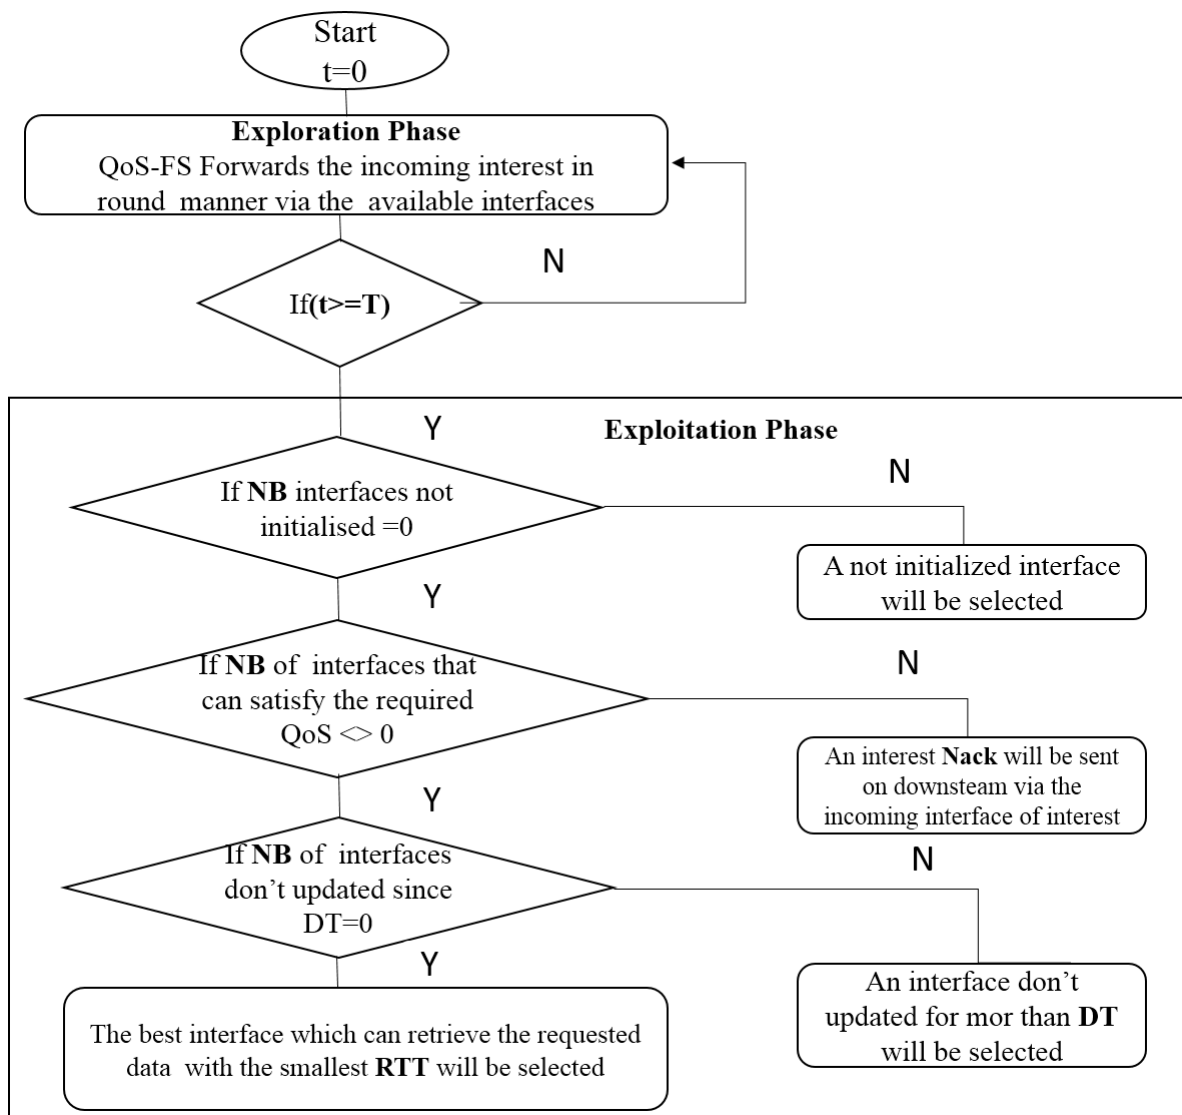 Start
t=0
Exploration Phase
QoS-FS Forwards the incoming interest in
round manner via the available interfaces
N
If(t>=T)
Y
Exploitation Phase
N
If NB interfaces not
initialised =0
A not initialized interface
will be selected
Y
N
If NB of interfaces that
can satisfy the required
QoS <> 0
An interest Nack will be sent
on downsteam via the
incoming interface of interest
Y
N
If NB of interfaces
don't updated since
DT=0
Y
An interface don't
updated for mor than DT
will be selected
The best interface which can retrieve the requested
data with the smallest RTT will be selected